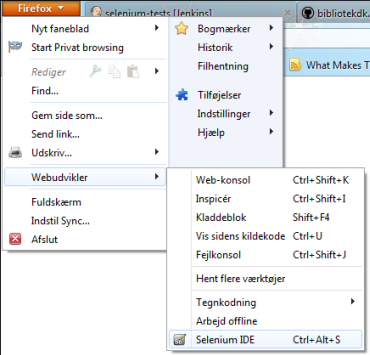 Firefox
selenium-tests [Jenkins]
bibliotekdk.
What Makes T
Nyt faneblad
Start Privat browsing
Rediger
Find...
Gem side som...
Send link...
Udskriv...
Webudvikler
Fuldskærm
Indstil Sync...
Afslut
Bogmærker
Historik
Filhentning
Tilføjelser
Indstillinger
Hjælp
Web-konsol Ctrl+Shift+K
Inspicér Ctrl+Shift+I
Kladdeblok Shift+F4
Vis sidens kildekode Ctrl+U
Fejlkonsol Ctrl+Shift+J
Hent flere værktøjer
Tegnkodning
Arbejd offline
Selenium IDE Ctrl+Alt+S